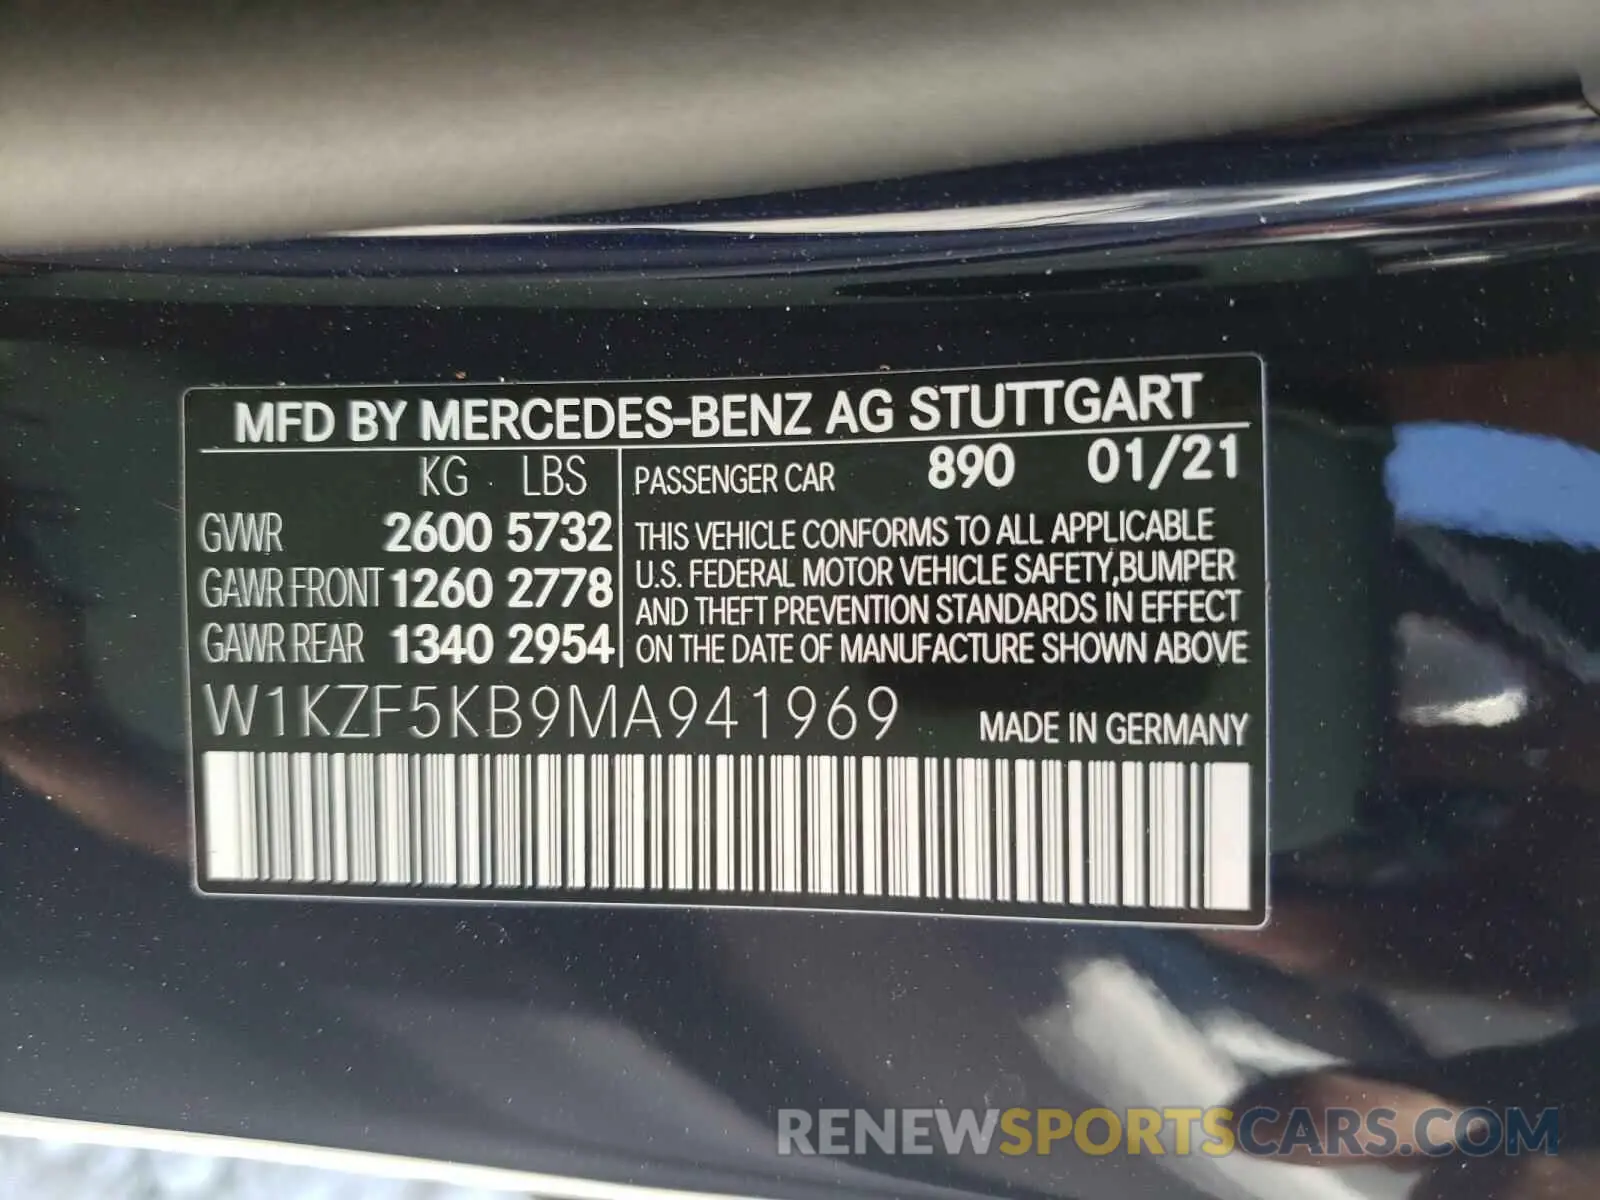 MFD BY MERCEDES-BENZ AG STUTTGART
KG LBS
GVWR 2600 5732
GAWR FRONT 1260 2778
GAWR REAR 1340 2954
PASSENGER CAR 890 01/21
THIS VEHICLE CONFORMS TO ALL APPLICABLE
U.S. FEDERAL MOTOR VEHICLE SAFETY,BUMPER
AND THEFT PREVENTION STANDARDS IN EFFECT
ON THE DATE OF MANUFACTURE SHOWN ABOVE
W1KZF5KB9MA941969
MADE IN GERMANY
RENEWSPORTSCARS.COM